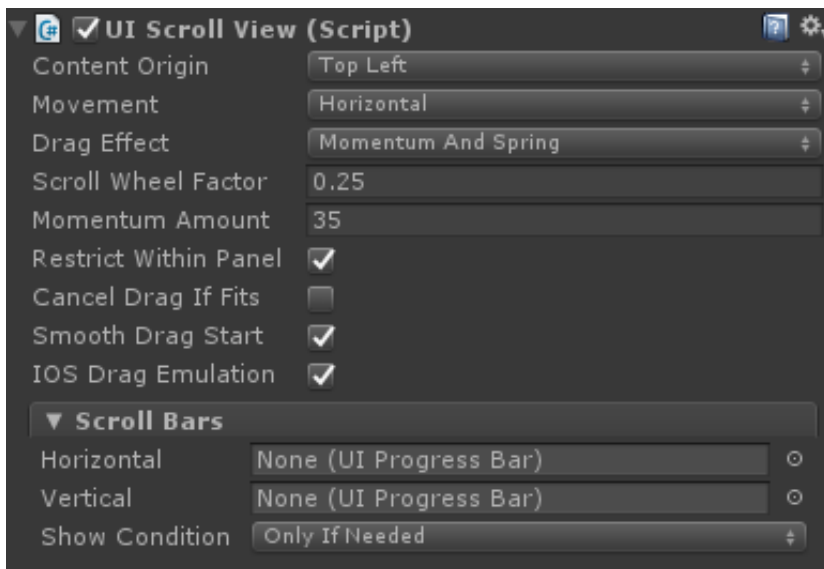 UI Scroll View (Script)
Content Origin Top Left
Movement Horizontal
Drag Effect Momentum And Spring
Scroll Wheel Factor 0.25
Momentum Amount 35
Restrict Within Panel
Cancel Drag If Fits
Smooth Drag Start
IOS Drag Emulation
▼ Scroll Bars
Horizontal None (UI Progress Bar)
Vertical None (UI Progress Bar)
Show Condition Only If Needed